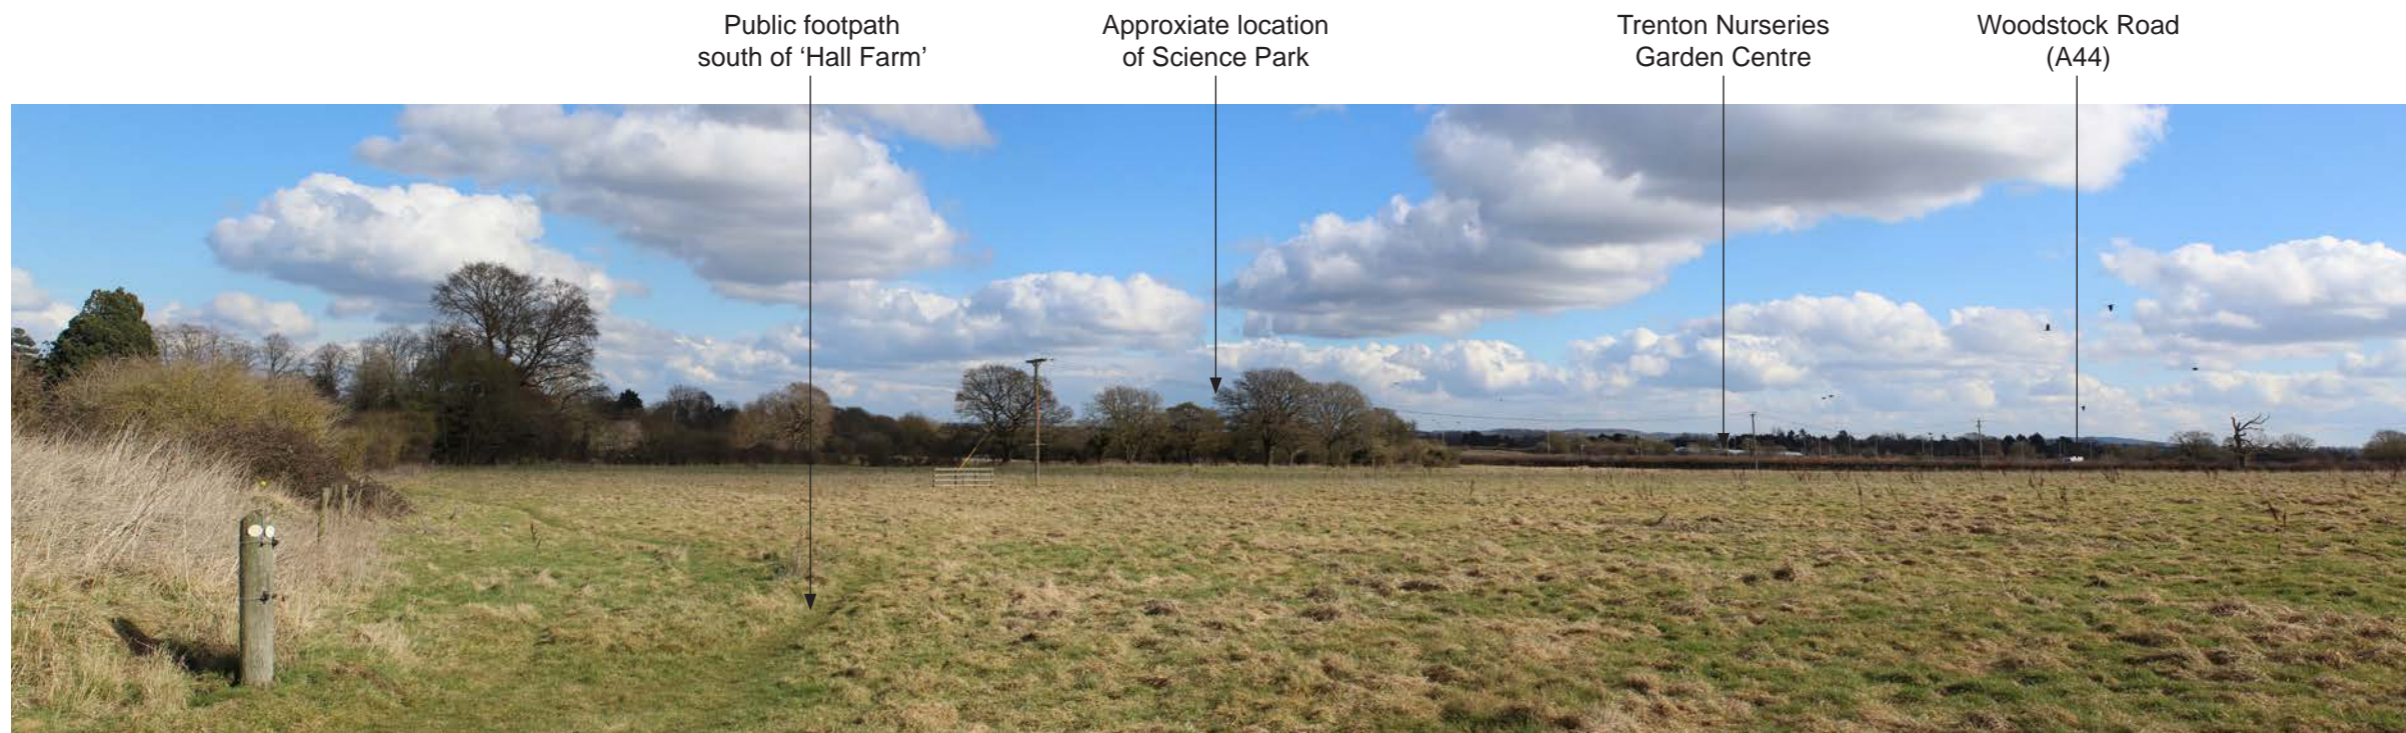 Public footpath
south of ‘Hall Farm’
Approxiate location
of Science Park
Trenton Nurseries
Garden Centre
Woodstock Road
(A44)